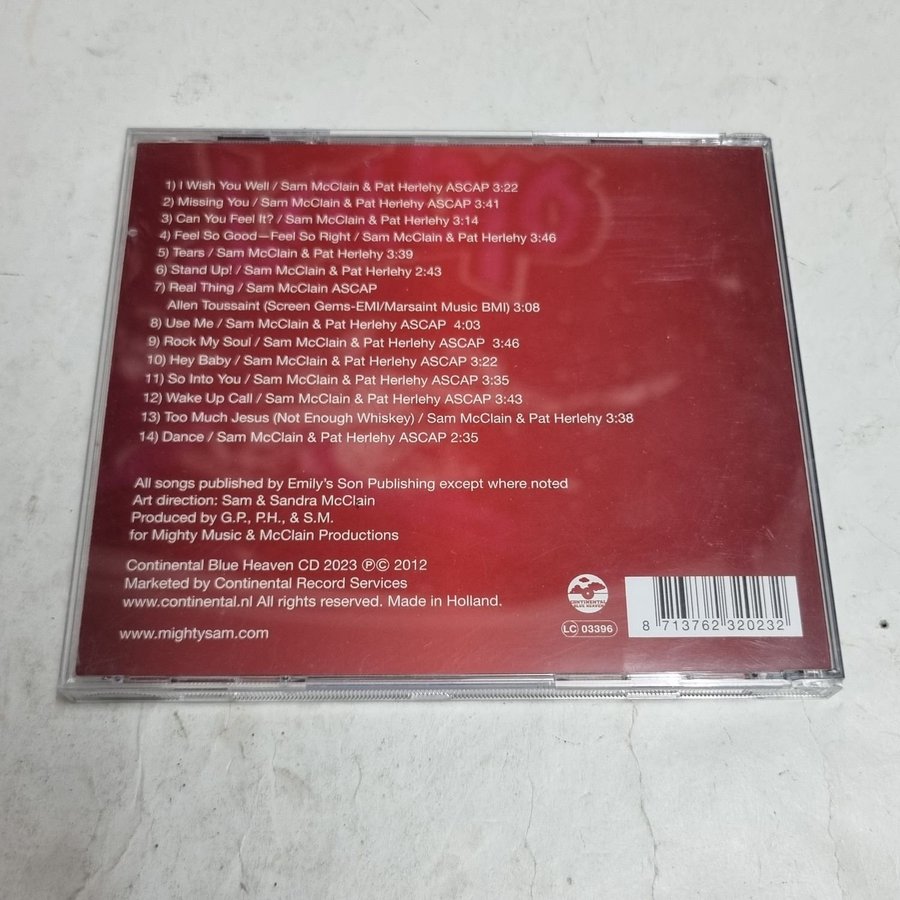 1) I Wish You Well / Sam McClain & Pat Herlehy ASCAP 3:22
2) Missing You / Sam McClain & Pat Herlehy ASCAP 3:41
3) Can You Feel It? / Sam McClain & Pat Herlehy 3:14
4) Feel So Good—Feel So Right / Sam McClain & Pat Herlehy 3:46
5) Tears / Sam McClain & Pat Herlehy 3:39
6) Stand Up! / Sam McClain & Pat Herlehy 2:43
7) Real Thing / Sam McClain ASCAP
Allen Toussaint (Screen Gems-EMI/Marsaint Music BMI) 3:08
8) Use Me / Sam McClain & Pat Herlehy ASCAP 4:03
9) Rock My Soul / Sam McClain & Pat Herlehy ASCAP 3:46
10) Hey Baby / Sam McClain & Pat Herlehy ASCAP 3:22
11) So Into You / Sam McClain & Pat Herlehy ASCAP 3:35
12) Wake Up Call / Sam McClain & Pat Herlehy ASCAP 3:43
13) Too Much Jesus (Not Enough Whiskey) / Sam McClain & Pat Herlehy 3:38
14) Dance / Sam McClain & Pat Herlehy ASCAP 2:35
All songs published by Emily's Son Publishing except where noted
Art direction: Sam & Sandra McClain
Produced by G.P., P.H., & S.M.
for Mighty Music & McClain Productions
Continental Blue Heaven CD 2023 ℗© 2012
Marketed by Continental Record Services
www.continental.nl All rights reserved. Made in Holland.
www.mightysam.com
CONTINENTAL
BLUE HEAVEN
LC 03396
8 713762 320232